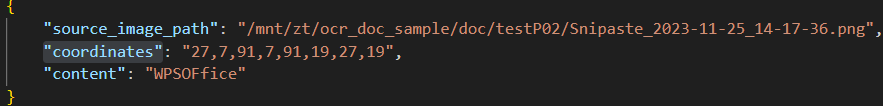 {
"source_image_path": "/mnt/zt/ocr_doc_sample/doc/testP02/Snipaste_2023-11-25_14-17-36.png",
"coordinates": "27,7,91,7,91,19,27,19",
"content": "WPSOFfice"
}